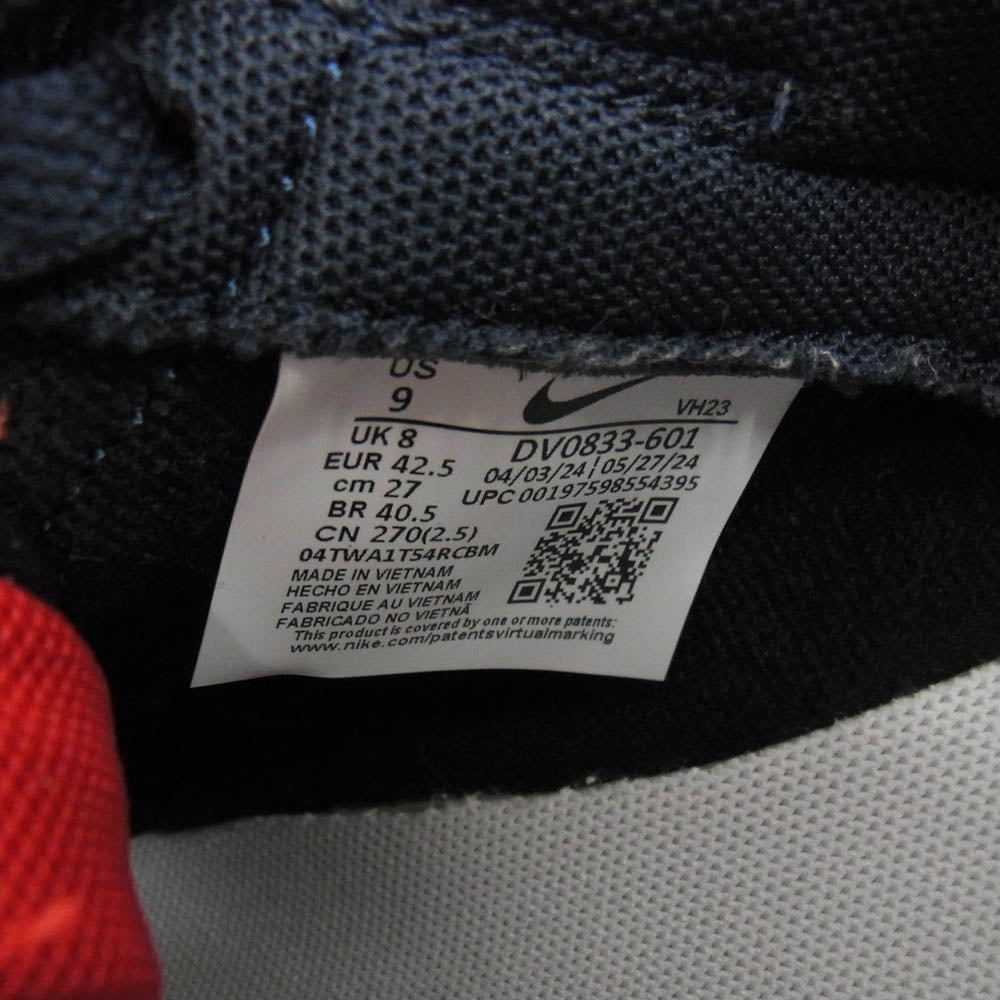 US
9
VH23
UK 8
DV0833-601
EUR 42.5
04/03/24 05/27/24
cm 27
UPC 00197598554395
BR 40.5
CN 270(2.5)
04TWA1T54RCBM
MADE IN VIETNAM
HECHO EN VIETNAM
FABRIQUE AU VIETNAM
FABRICADO NO VIETNÃ
This product is covered by one or more patents:
www.nike.com/patentsvirtualmarking